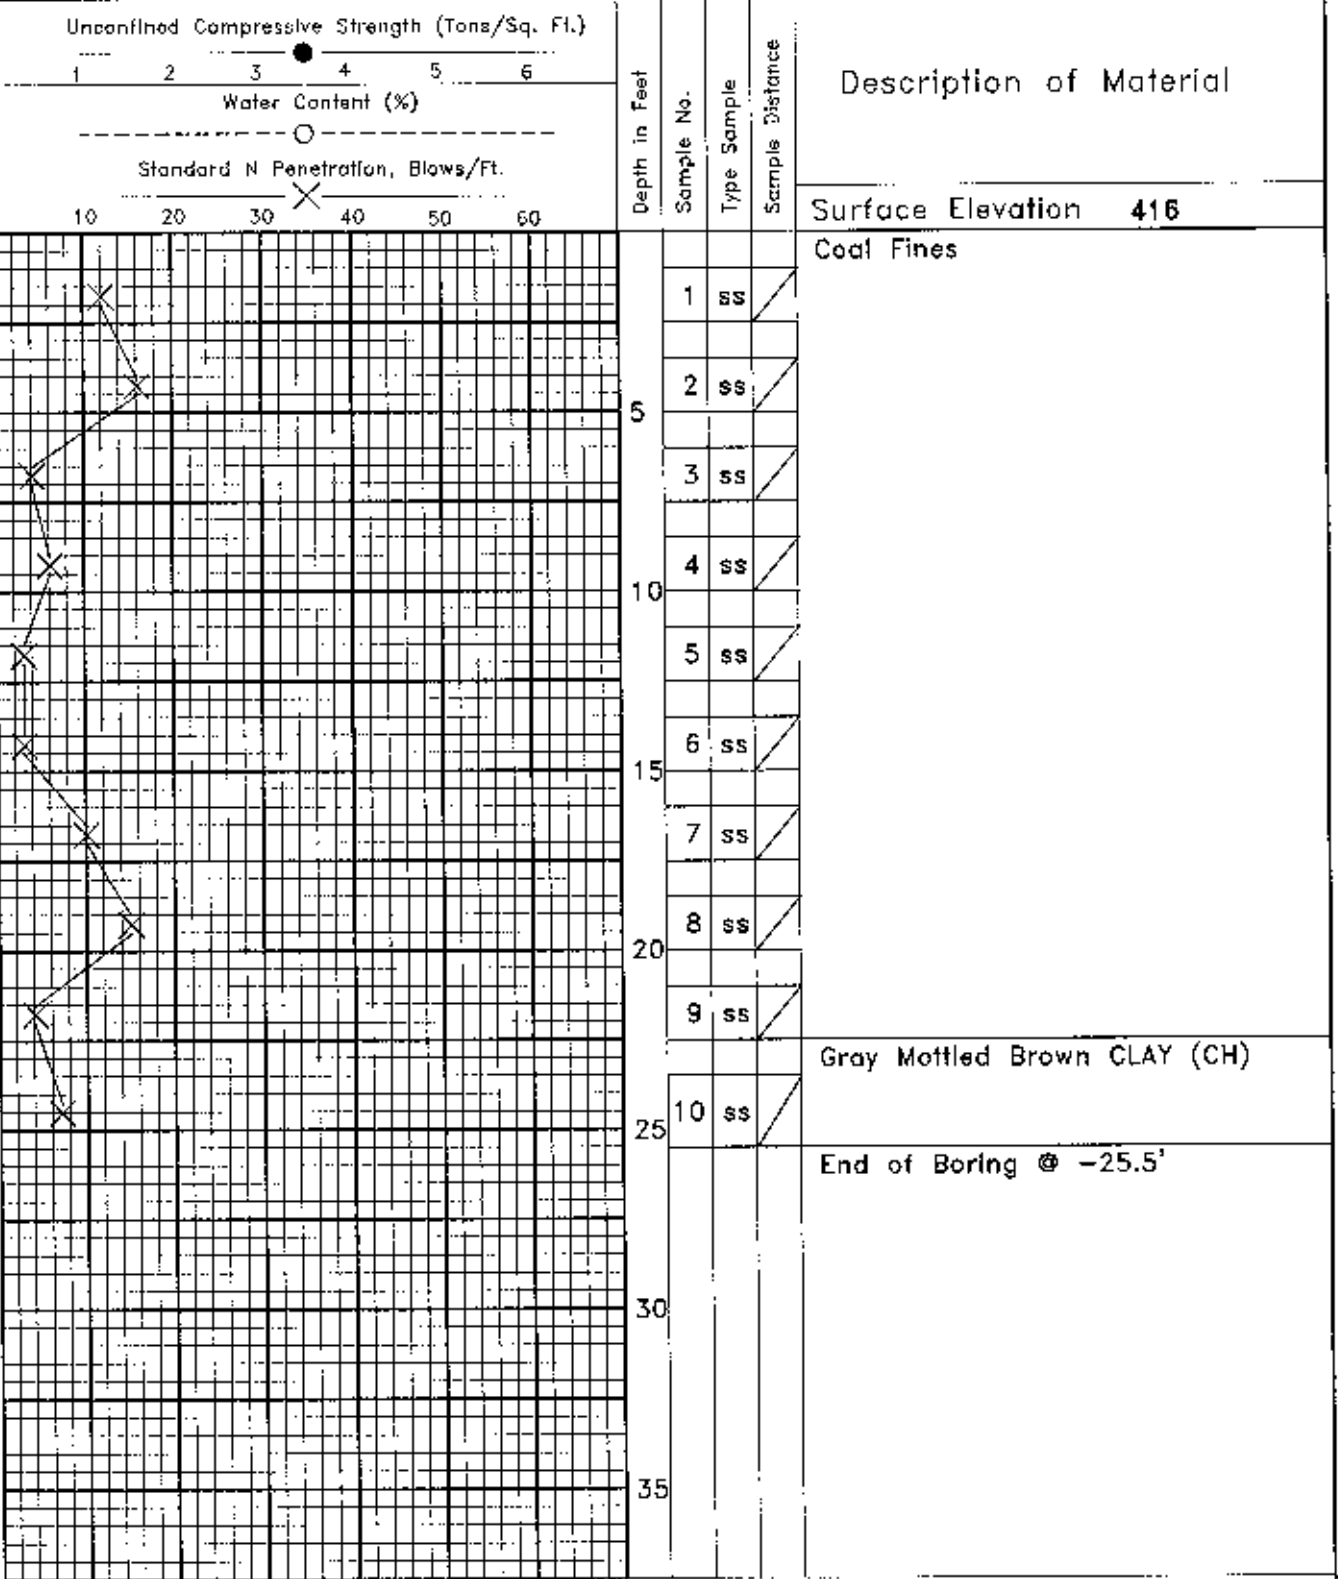 Unconfined Compressive Strength (Tons/Sq. Ft.)
1 2 3 4 5 6
Water Content (%)
Standard N Penetration, Blows/Ft.
10 20 30 40 50 60
Depth in Feet
Sample No.
Type Sample
Sample Distance
Description of Material
Surface Elevation 416
Coal Fines
1 ss
2 ss
5
3 ss
4 ss
10
5 ss
6 ss
15
7 ss
8 ss
20
9 ss
Gray Mottled Brown CLAY (CH)
10 ss
25
End of Boring @ -25.5'
30
35